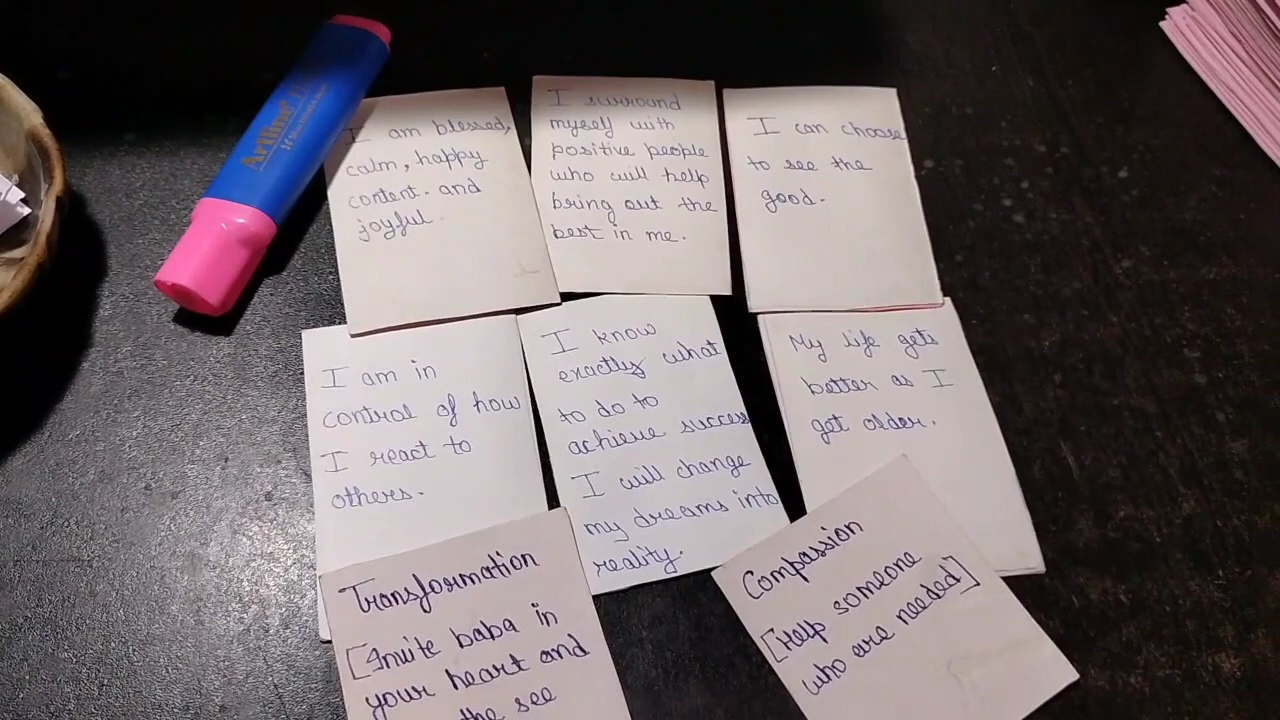 Artline
I am blessed,
calm, happy
content. and
joyful.
I surround
myself with
positive people
who will help
bring out the
best in me.
I can choose
to see the
good.
I am in
control of how
I react to
others.
I know
exactly what
to do to
achieve success
I will change
my dreams into
reality.
My life gets
better as I
get older.
Transformation
[Invite baba in
your heart and
the see
Compassion
[Help someone
who are needed]